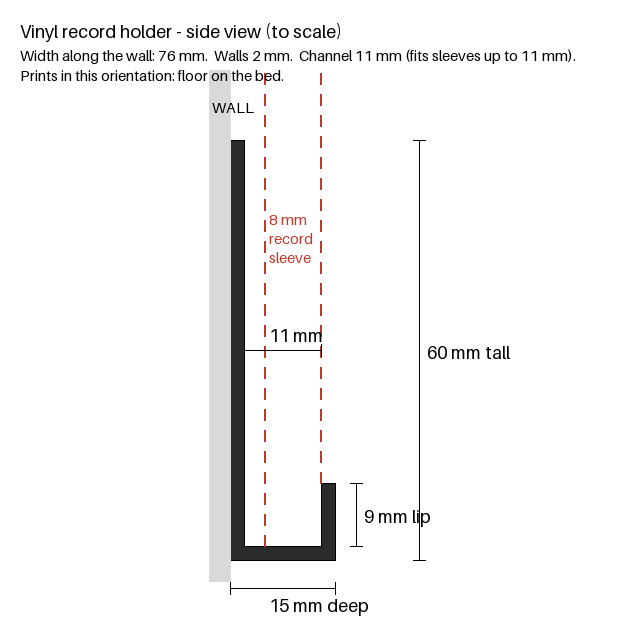 Vinyl record holder - side view (to scale)
Width along the wall: 76 mm.  Walls 2 mm.  Channel 11 mm (fits sleeves up to 11 mm).
Prints in this orientation: floor on the bed.
WALL
8 mm
record
sleeve
11 mm
60 mm tall
9 mm lip
15 mm deep